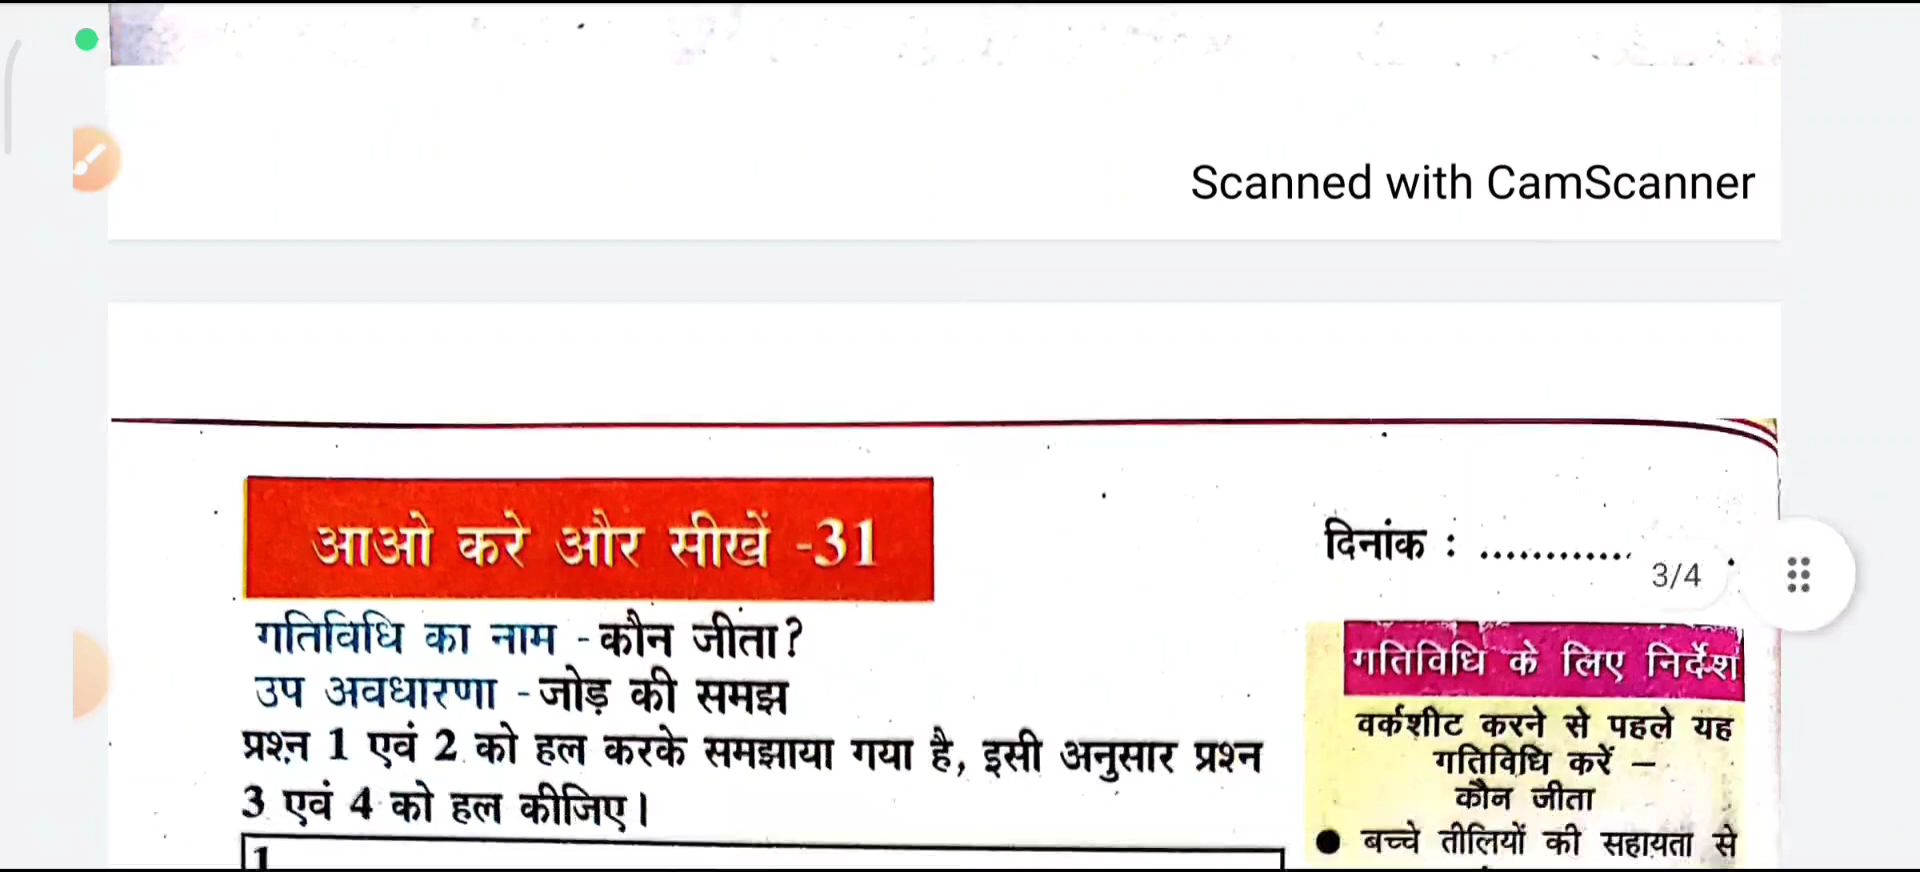 Scanned with CamScanner
आओ करे और सीखें -31
दिनांक : ............
3/4
गतिविधि का नाम - कौन जीता?
उप अवधारणा - जोड़ की समझ
प्रश्न 1 एवं 2 को हल करके समझाया गया है, इसी अनुसार प्रश्न
3 एवं 4 को हल कीजिए।
1
गतिविधि के लिए निर्देश
वर्कशीट करने से पहले यह
गतिविधि करें –
कौन जीता
● बच्चे तीलियों की सहायता से